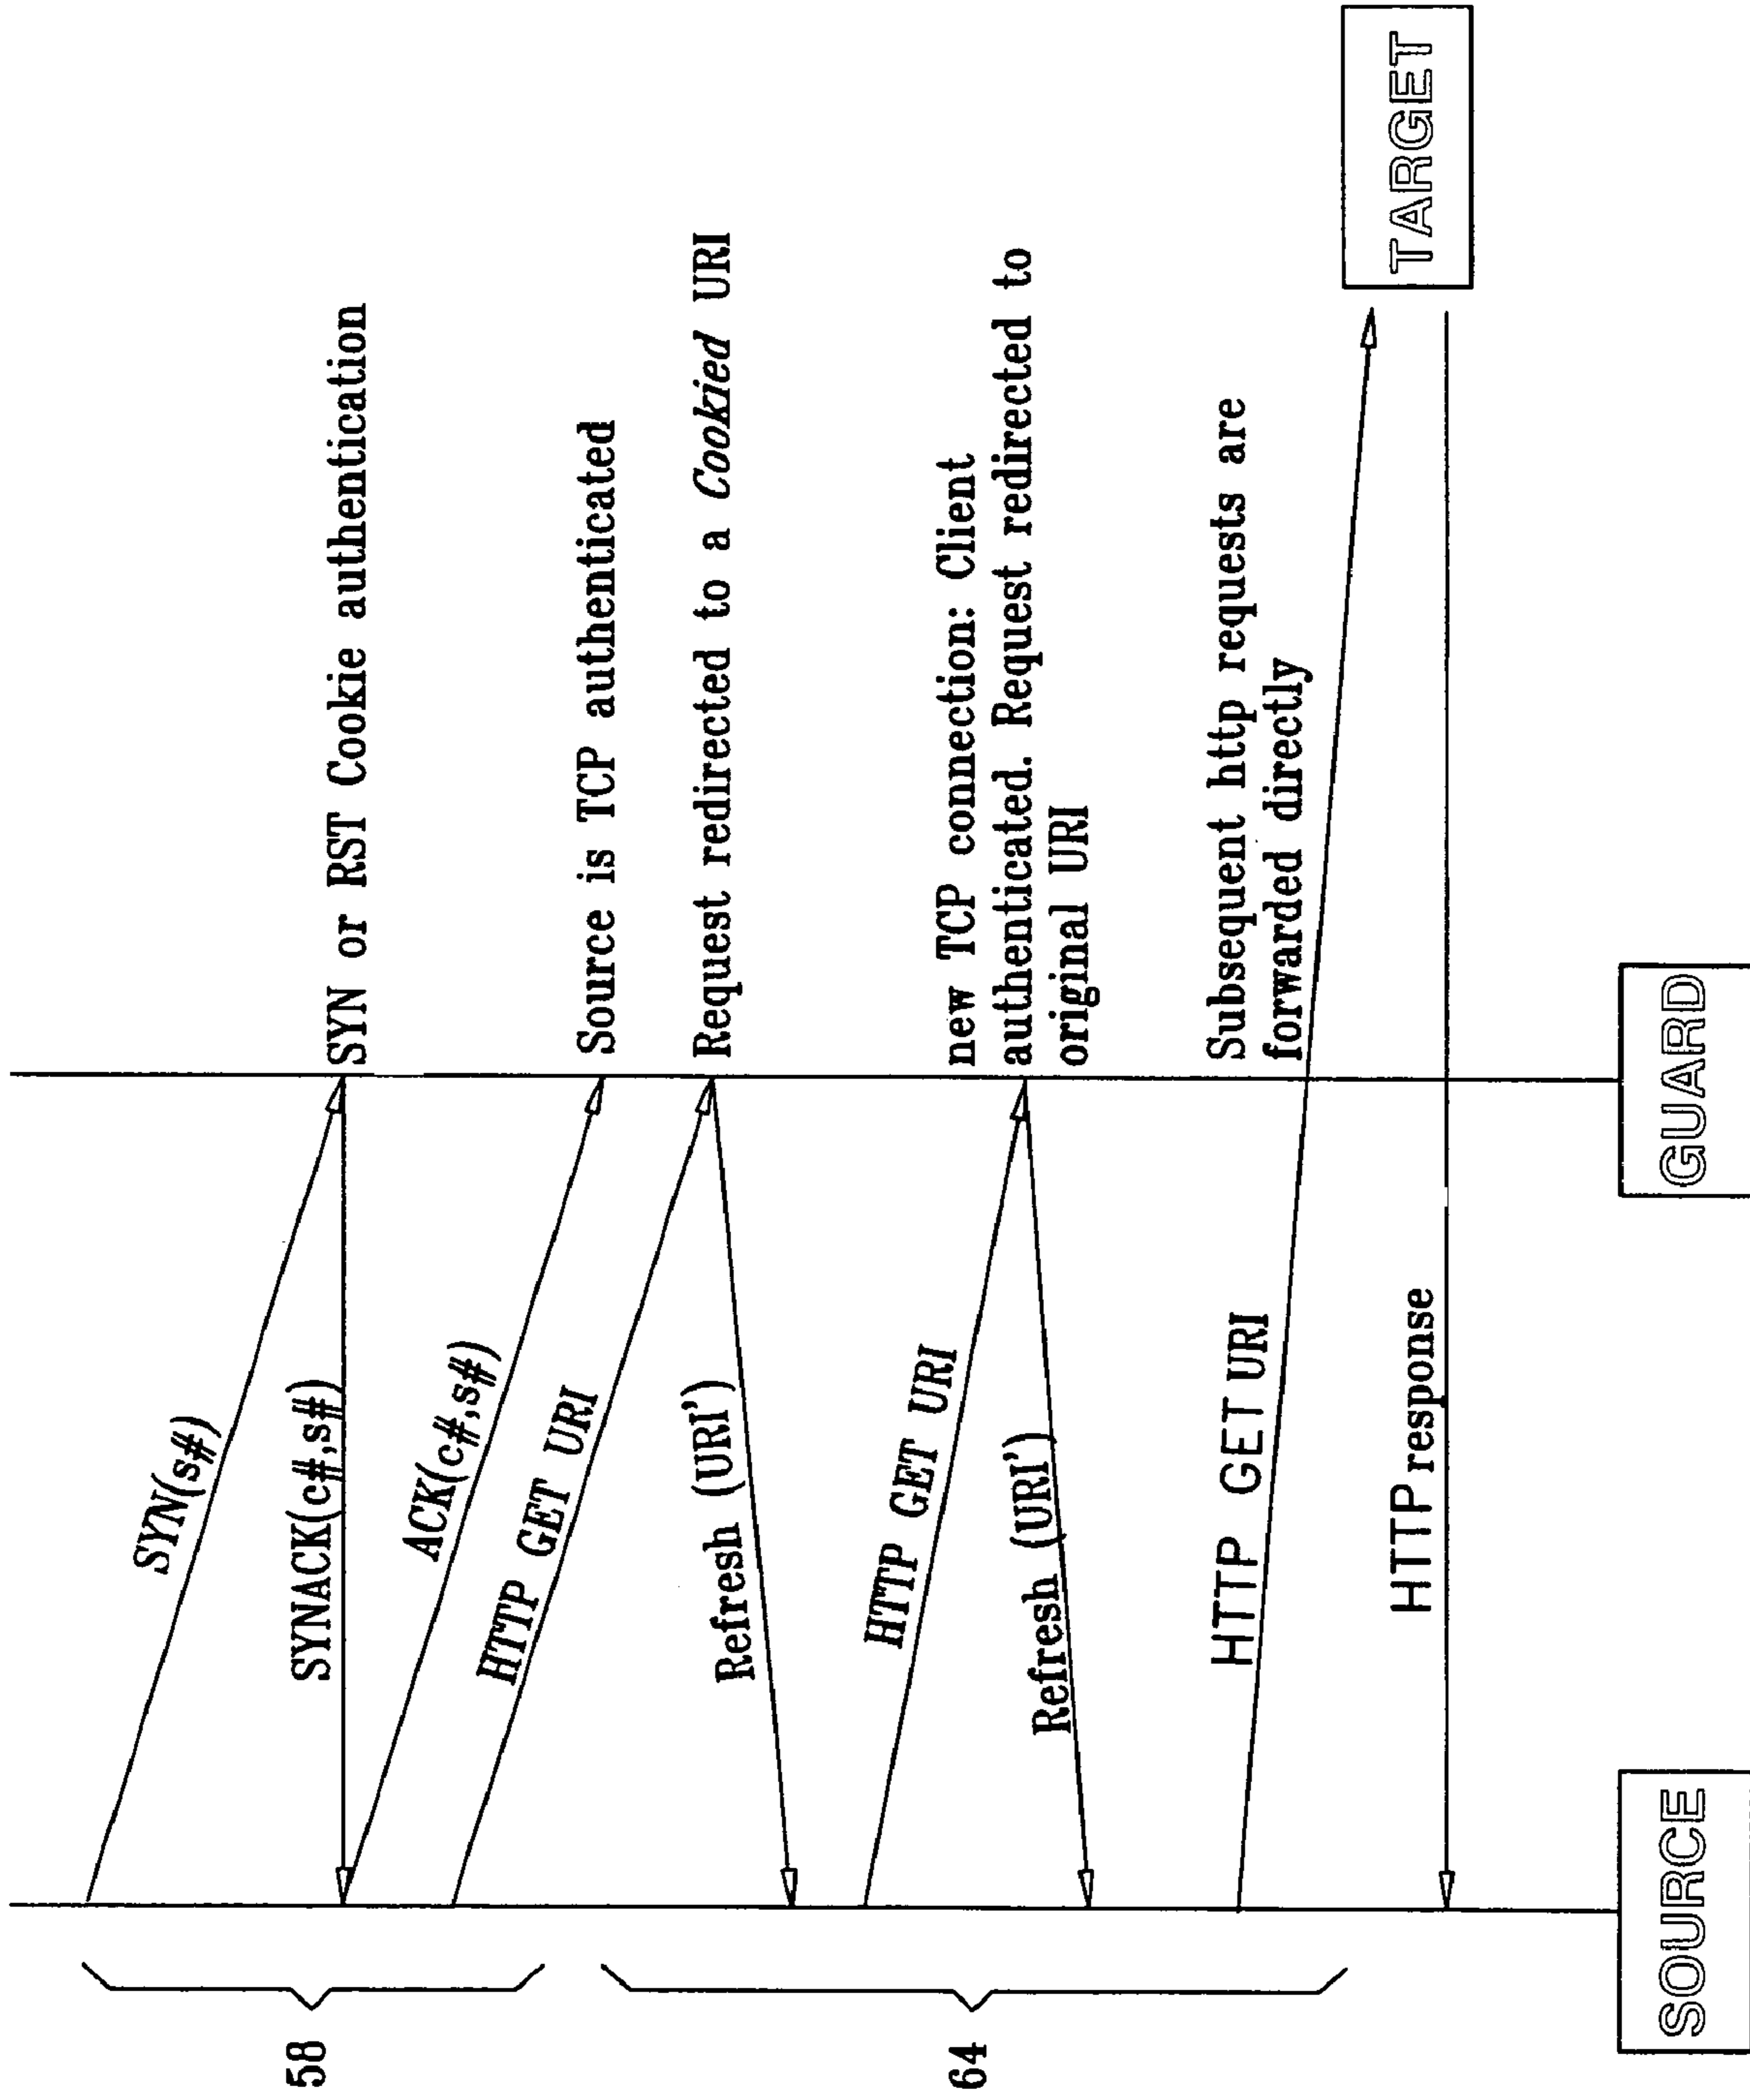 58
SYN(s#)
SYN or RST Cookie authentication
SYNACK(c#,s#)
ACK(c#,s#)
Source is TCP authenticated
HTTP GET URI
Request redirected to a Cookied URI
Refresh (URI')
64
HTTP GET URI
new TCP connection: Client
authenticated. Request redirected to
original URI
Refresh (URI')
HTTP GET URI
Subsequent http requests are
forwarded directly
HTTP response
TARGET
SOURCE
GUARD